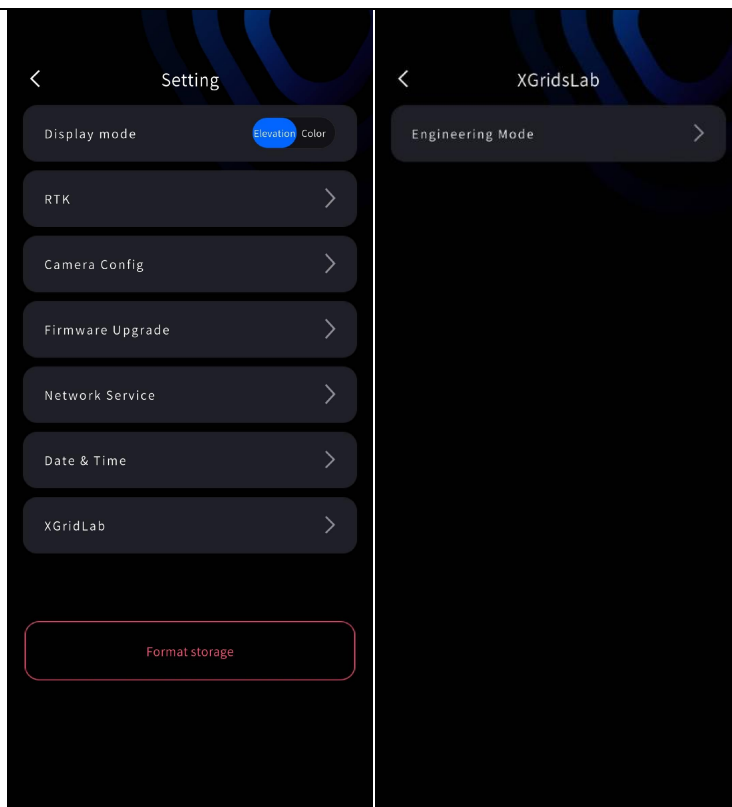 Setting
Display mode
Elevation Color
RTK
Camera Config
Firmware Upgrade
Network Service
Date & Time
XGridLab
Format storage
XGridsLab
Engineering Mode